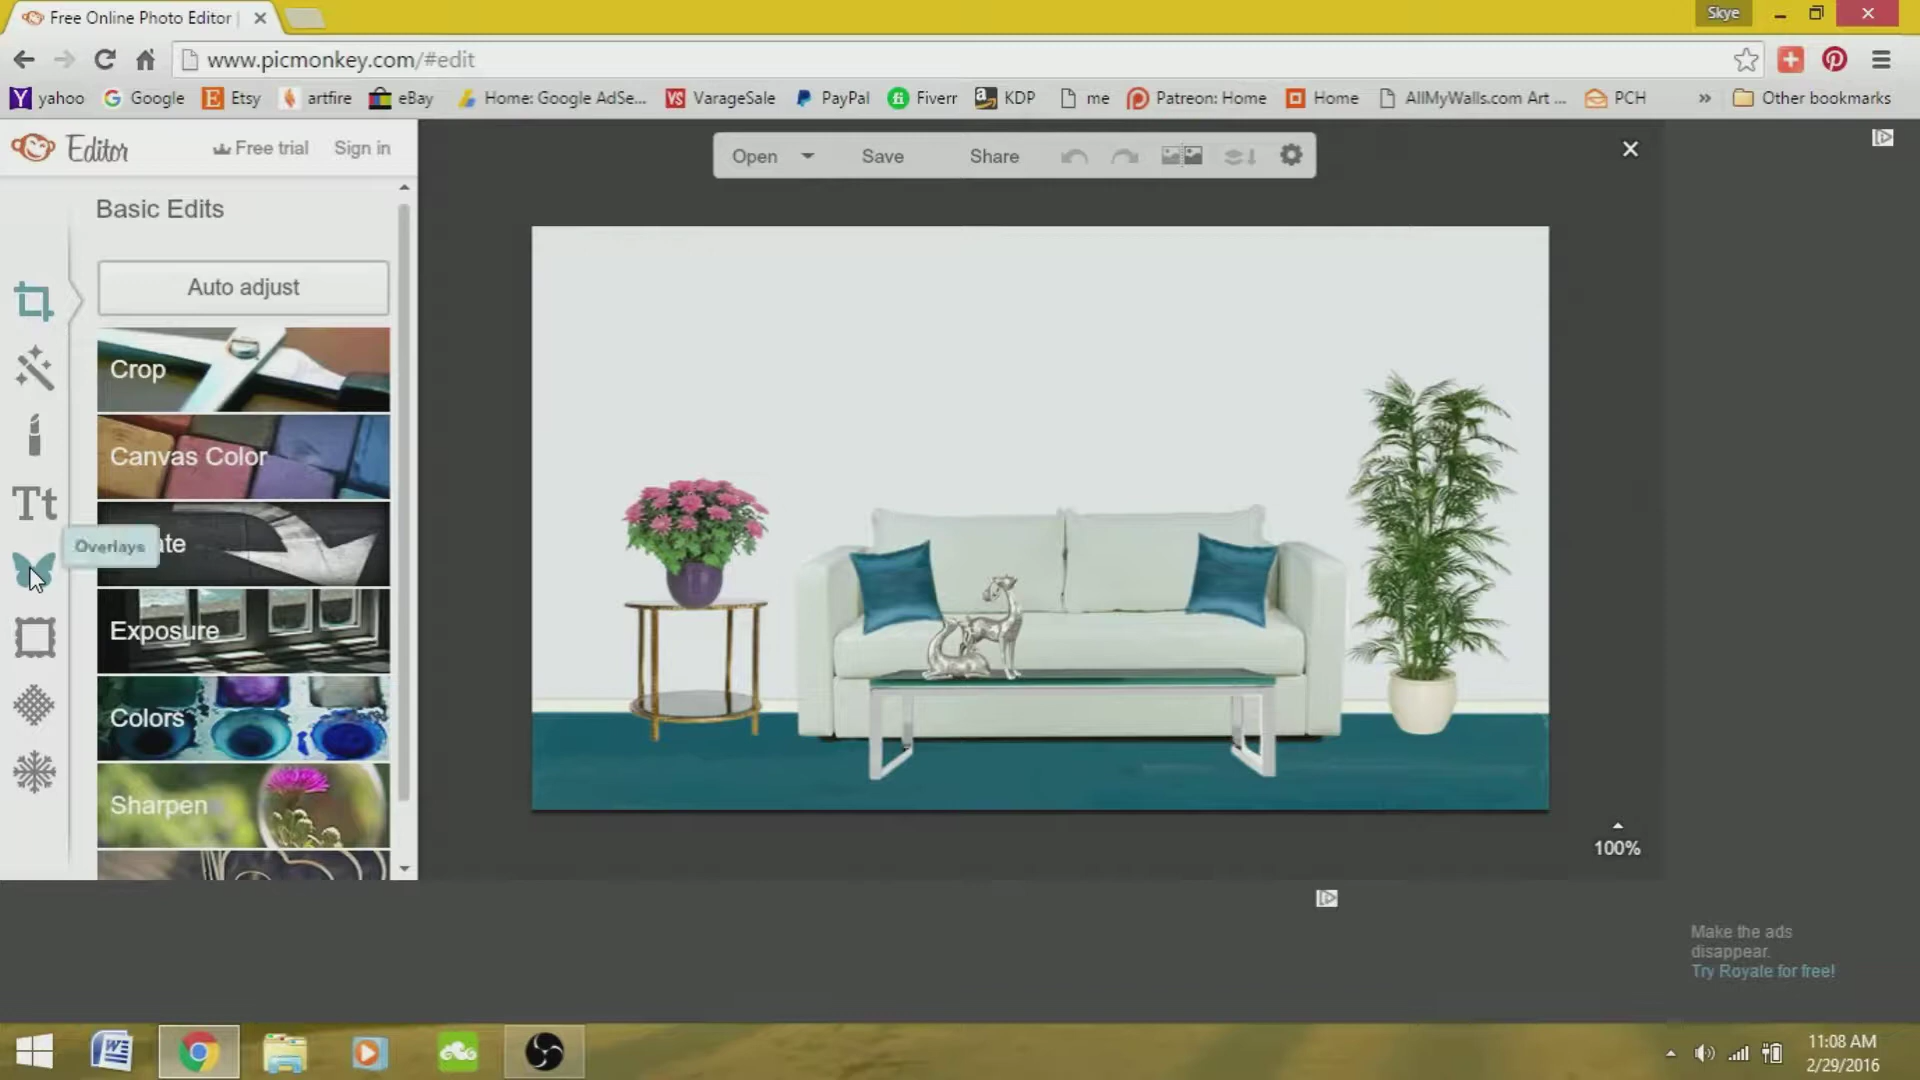 Free Online Photo Editor |
Skye
www.picmonkey.com/#edit
yahoo Google Etsy artfire eBay Home: Google AdSe... VarageSale PayPal Fiverr KDP me Patreon: Home Home AllMyWalls.com Art ... PCH » Other bookmarks
Editor Free trial Sign in
Open Save Share
Basic Edits
Auto adjust
Crop
Canvas Color
Tt
Overlays
ate
Exposure
Colors
Sharpen
100%
Make the ads
disappear.
Try Royale for free!
11:08 AM
2/29/2016